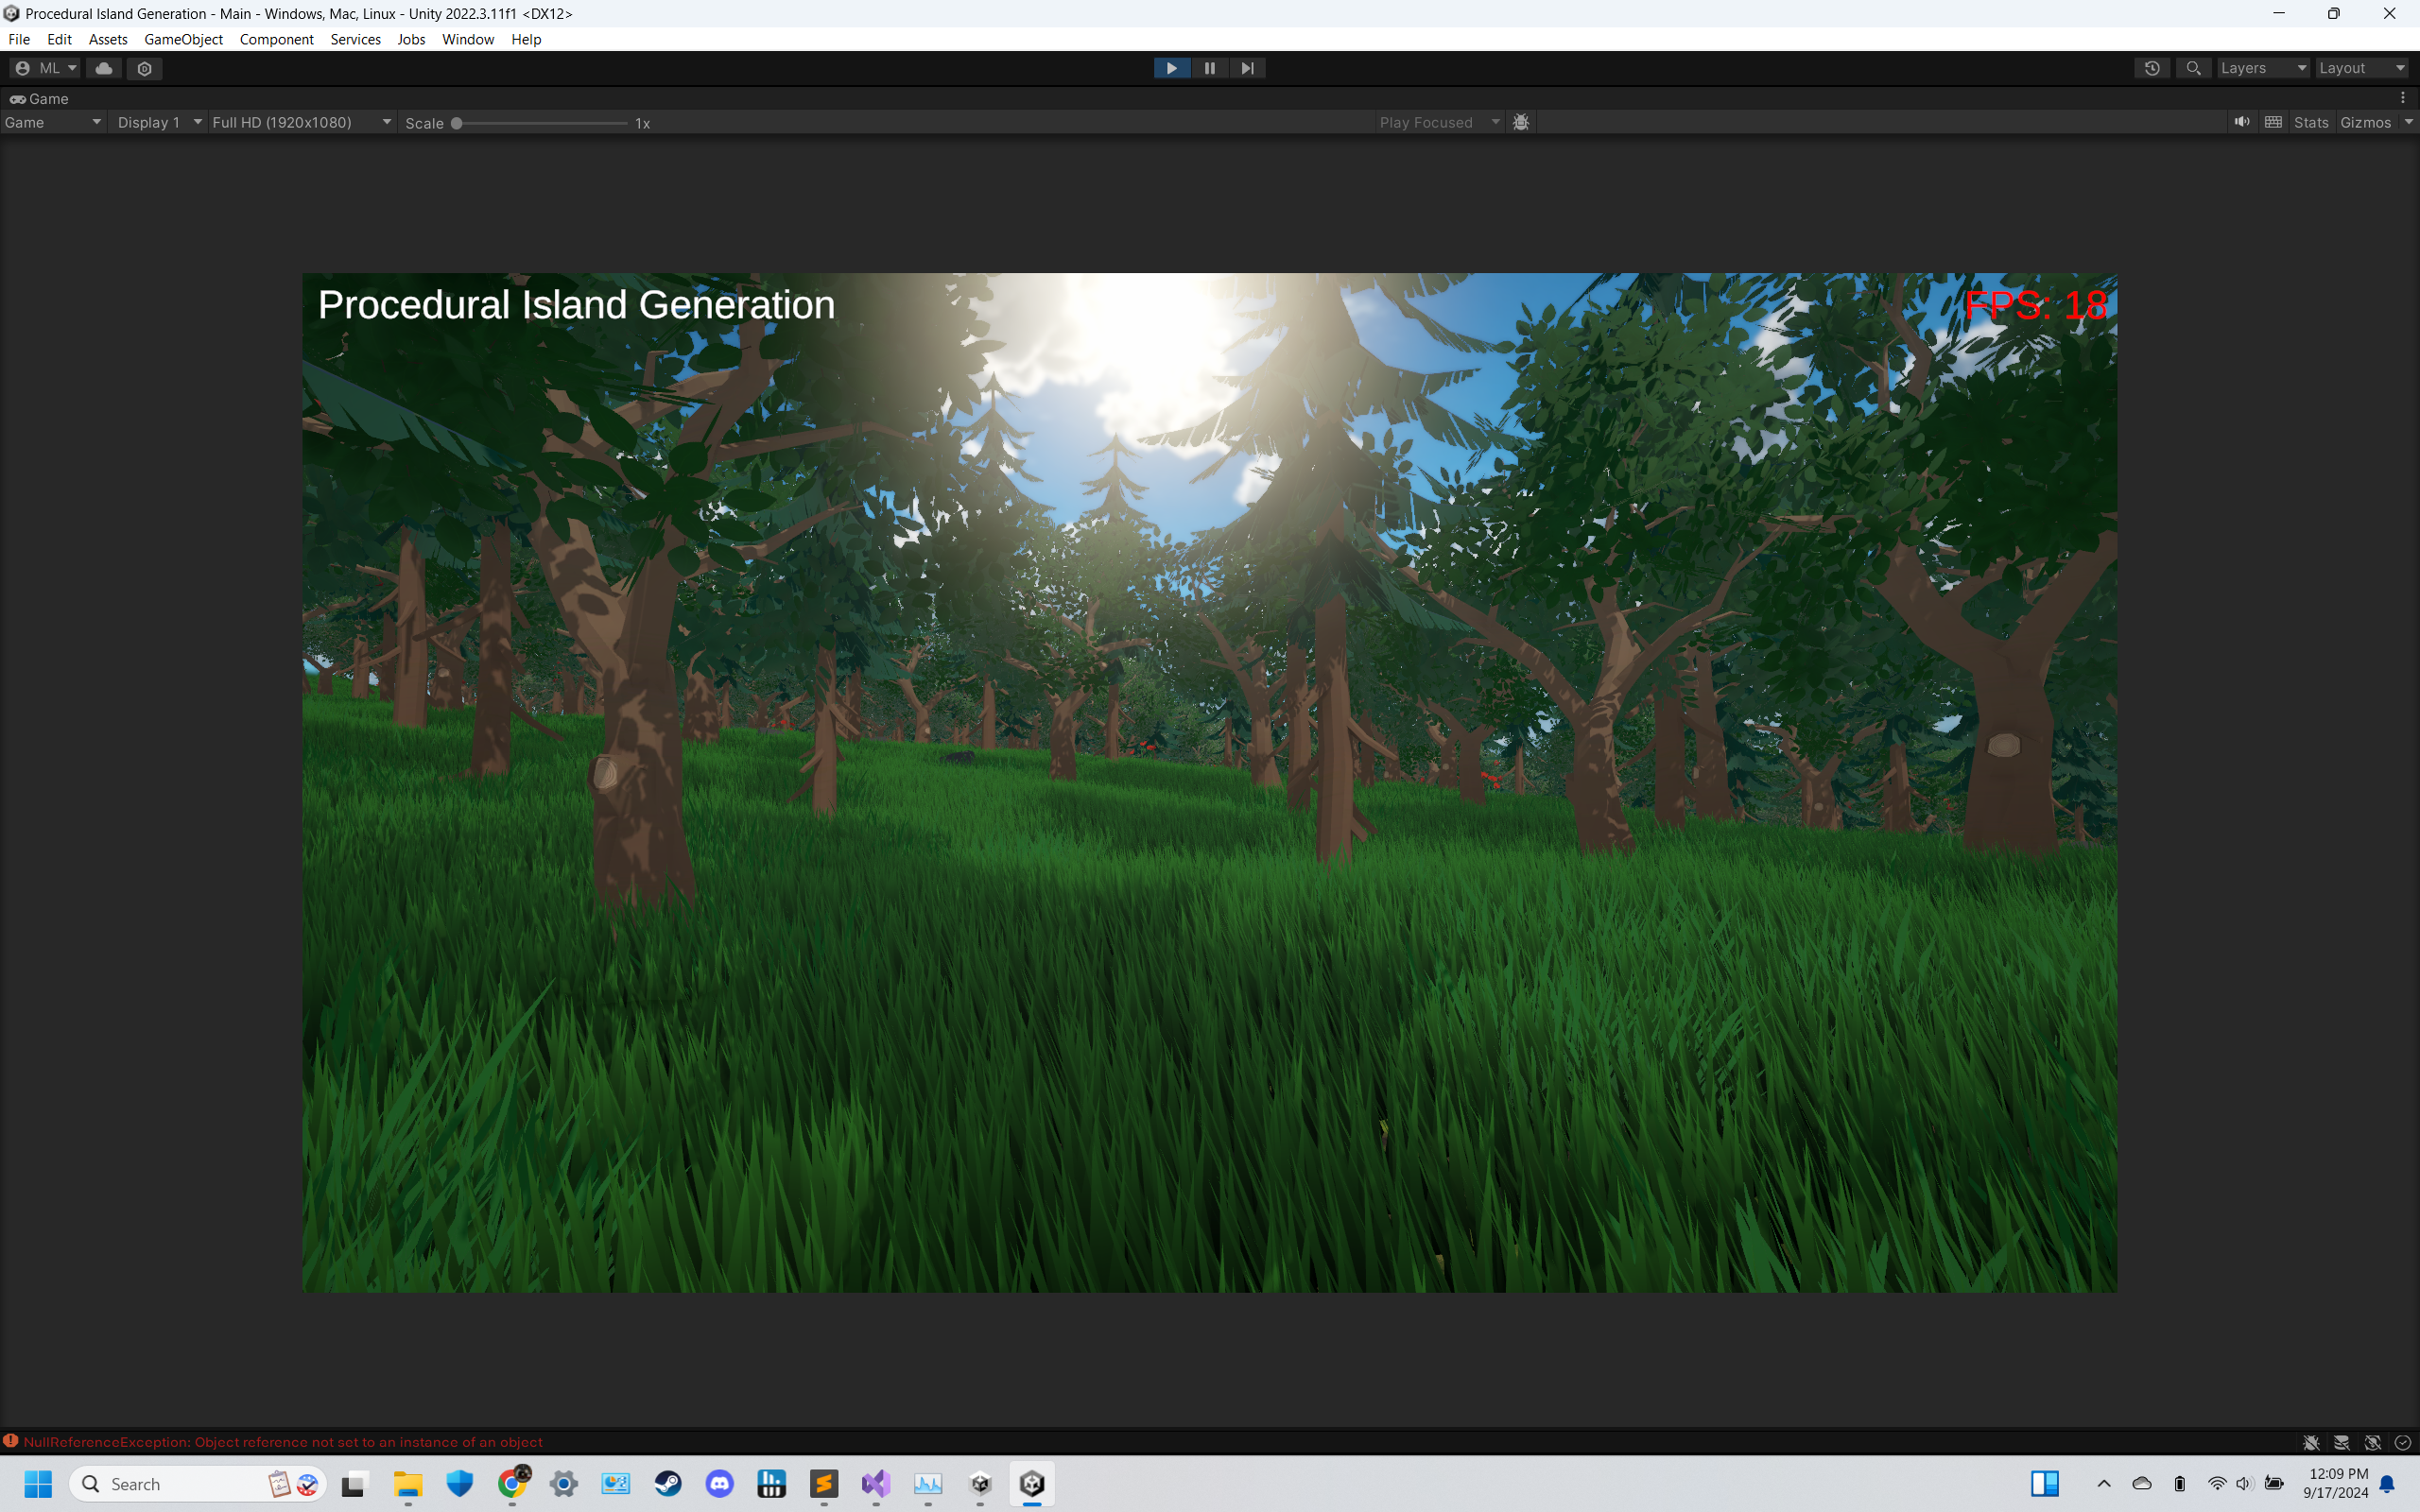 Procedural Island Generation - Main - Windows, Mac, Linux - Unity 2022.3.11f1 <DX12>
File Edit Assets GameObject Component Services Jobs Window Help
ML Layers Layout
Game
Game Display 1 Full HD (1920x1080) Scale 1x Play Focused Stats Gizmos
Procedural Island Generation FPS: 18
NullReferenceException: Object reference not set to an instance of an object
Search
12:09 PM
9/17/2024